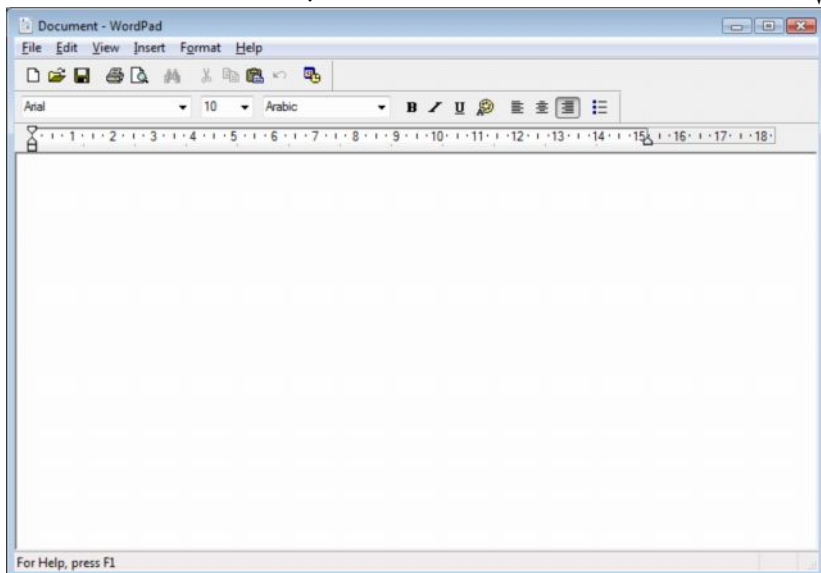 Document - WordPad
File Edit View Insert Format Help
Arial 10 Arabic B / U
1 2 3 4 5 6 7 8 9 10 11 12 13 14 15 16 17 18
For Help, press F1